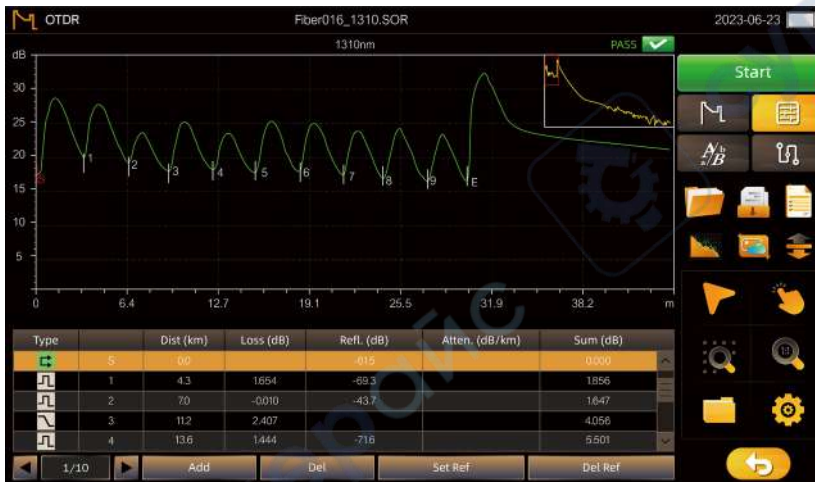 OTDR Fiber016_1310.SOR 2023-06-23
1310nm PASS
dB
30
25
20
15
10
5
S 1 2 3 4 5 6 7 8 9 E
0 6.4 12.7 19.1 25.5 31.9 38.2 m
Type Dist (km) Loss (dB) Refl. (dB) Atten. (dB/km) Sum (dB)
S 0.0 -61.5 0.000
1 4.3 1.654 -69.3 1.856
2 7.0 -0.010 -43.7 1.647
3 11.2 2.407 4.056
4 13.6 1.444 -71.6 5.501
1/10 Add Del Set Ref Del Ref
Start
A/B a/b
1:1
райс